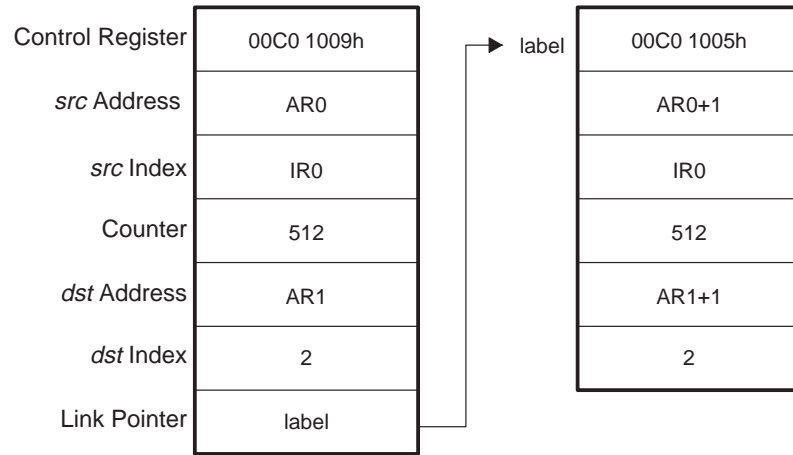 Control Register 00C0 1009h label 00C0 1005h
src Address AR0 AR0+1
src Index IR0 IR0
Counter 512 512
dst Address AR1 AR1+1
dst Index 2 2
Link Pointer label